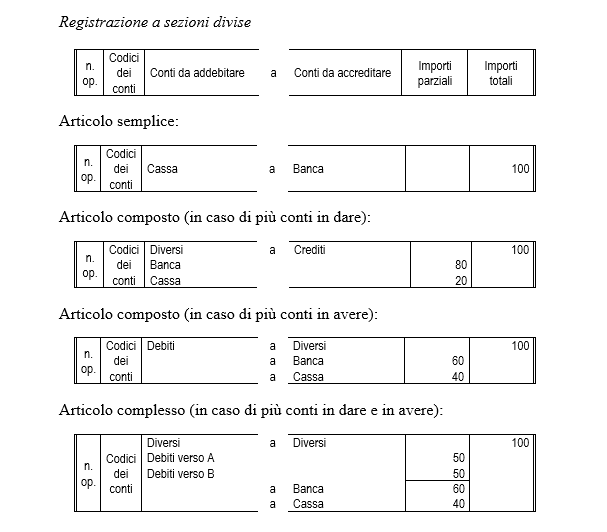 Registrazione a sezioni divise
n. op. Codici dei conti Conti da addebitare a Conti da accreditare Importi parziali Importi totali
Articolo semplice:
n. op. Codici dei conti Cassa a Banca 100
Articolo composto (in caso di più conti in dare):
n. op. Codici dei conti Diversi a Crediti 100
Banca 80
Cassa 20
Articolo composto (in caso di più conti in avere):
n. op. Codici dei conti Debiti a Diversi 100
a Banca 60
a Cassa 40
Articolo complesso (in caso di più conti in dare e in avere):
n. op. Codici dei conti Diversi a Diversi 100
Debiti verso A 50
Debiti verso B 50
a Banca 60
a Cassa 40